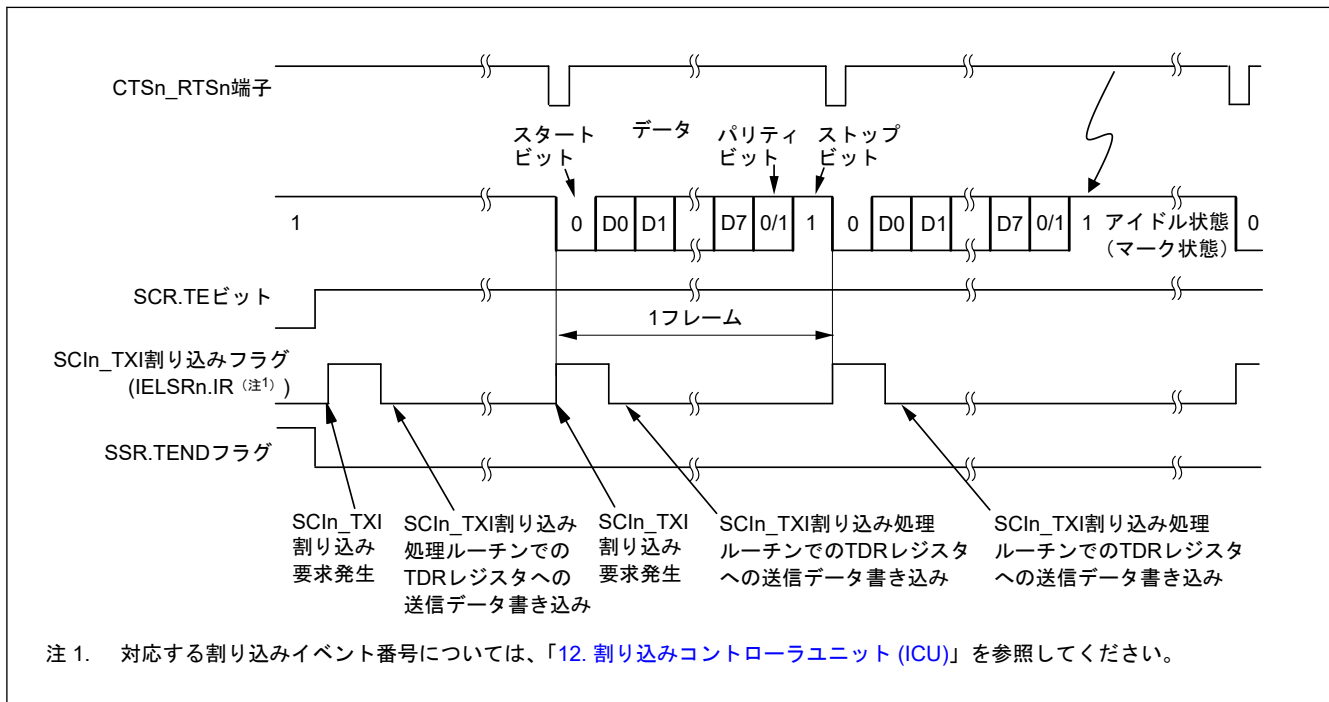 CTSn_RTSn端子
スタート
ビット
データ
パリティ
ビット
ストップ
ビット
1
0
D0
D1
D7
0/1
1
0
D0
D1
D7
0/1
1
アイドル状態
(マーク状態)
0
SCR.TEビット
1フレーム
SCIn_TXI割り込みフラグ
(IELSRn.IR (注1) )
SSR.TENDフラグ
SCIn_TXI
割り込み
要求発生
SCIn_TXI割り込み
処理ルーチンでの
TDRレジスタへの
送信データ書き込み
SCIn_TXI
割り込み
要求発生
SCIn_TXI割り込み処理
ルーチンでのTDRレジスタ
への送信データ書き込み
SCIn_TXI割り込み処理
ルーチンでのTDRレジスタ
への送信データ書き込み
注 1. 対応する割り込みイベント番号については、「12. 割り込みコントローラユニット (ICU)」を参照してください。